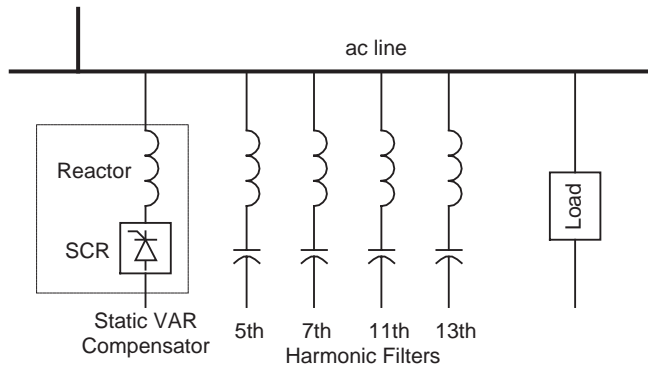 ac line
Reactor
SCR
Load
Static VAR
Compensator
5th 7th 11th 13th
Harmonic Filters